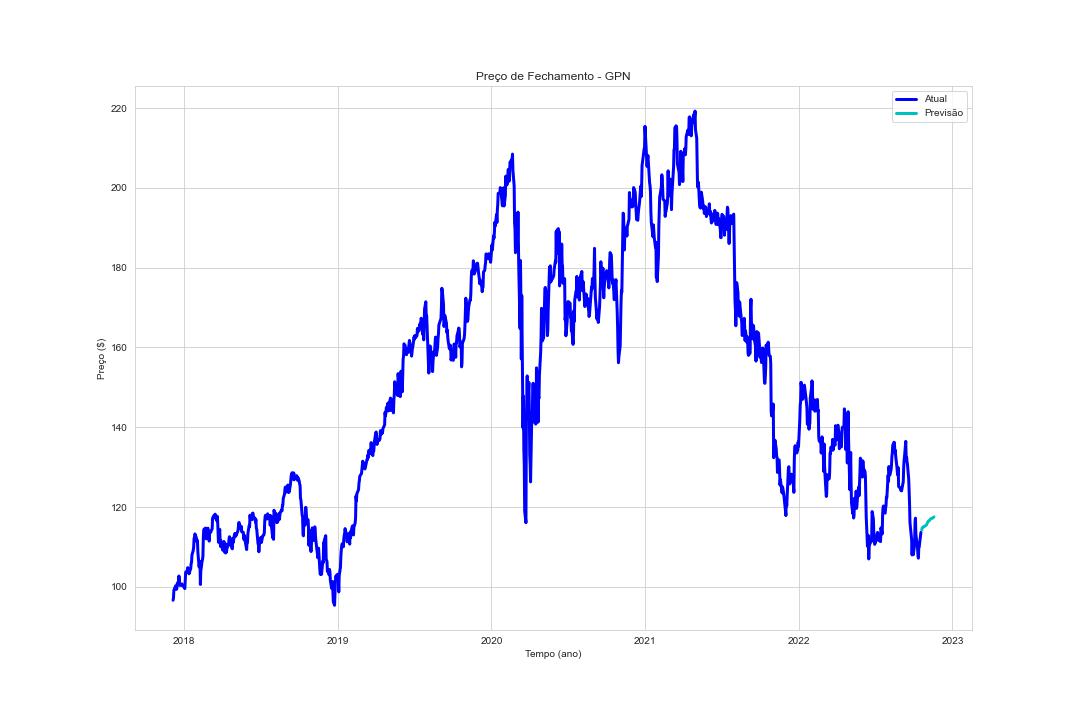 Preço de Fechamento - GPN
Atual
Previsão
220
200
180
160
140
120
100
Preço ($)
2018
2019
2020
2021
2022
2023
Tempo (ano)